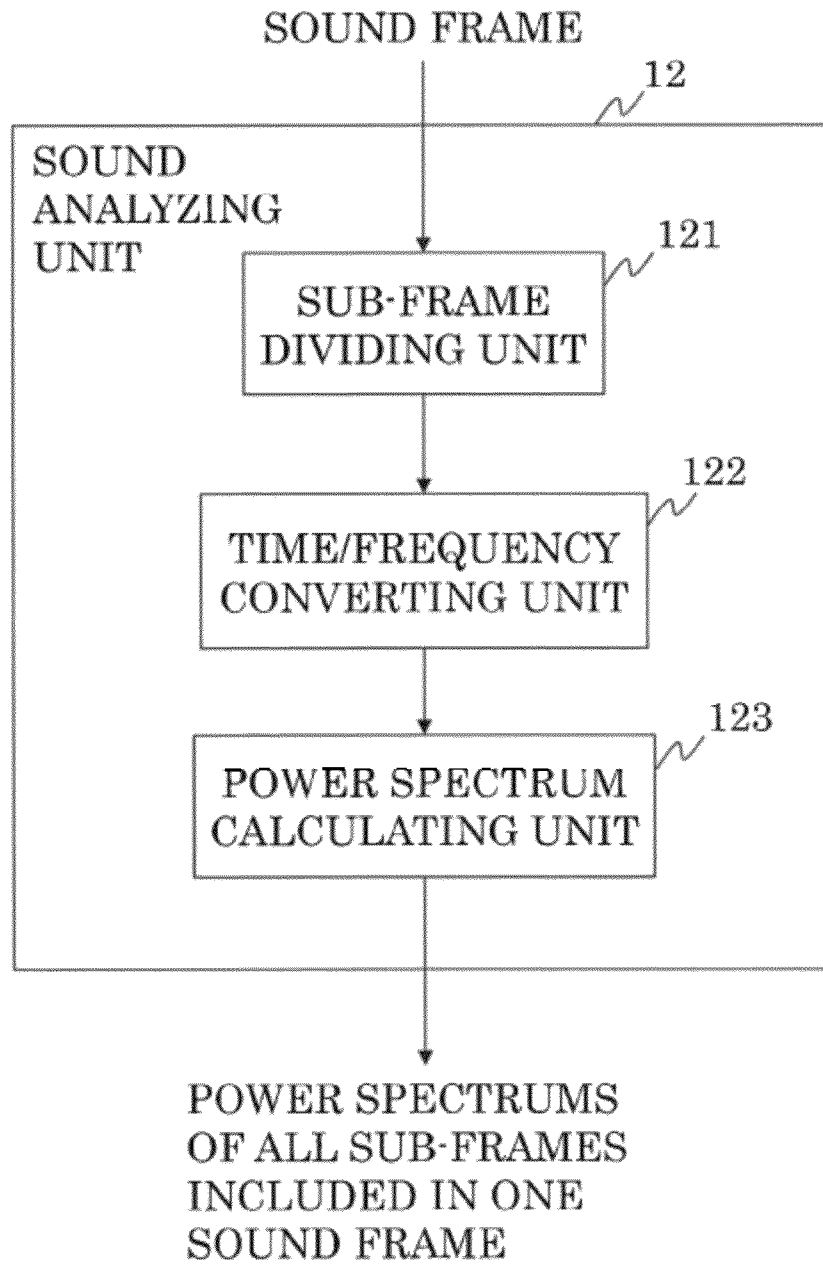 SOUND FRAME
12
SOUND
ANALYZING
UNIT
121
SUB-FRAME
DIVIDING UNIT
122
TIME/FREQUENCY
CONVERTING UNIT
123
POWER SPECTRUM
CALCULATING UNIT
POWER SPECTRUMS
OF ALL SUB-FRAMES
INCLUDED IN ONE
SOUND FRAME